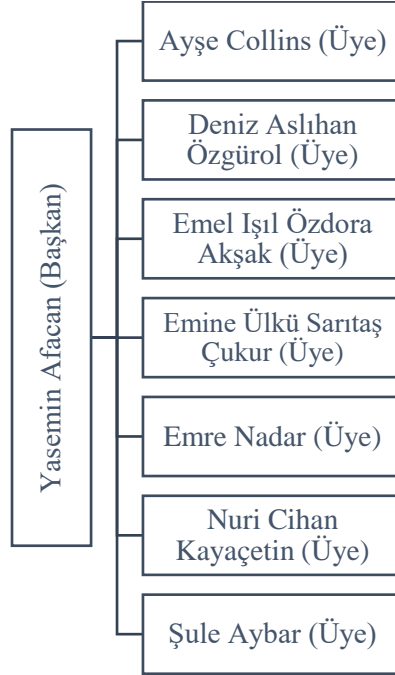 Yasemin Afacan (Başkan)
Ayşe Collins (Üye)
Deniz Aslıhan
Özgürol (Üye)
Emel Işıl Özdora
Akşak (Üye)
Emine Ülkü Sarıtaş
Çukur (Üye)
Emre Nadar (Üye)
Nuri Cihan
Kayaçetin (Üye)
Şule Aybar (Üye)